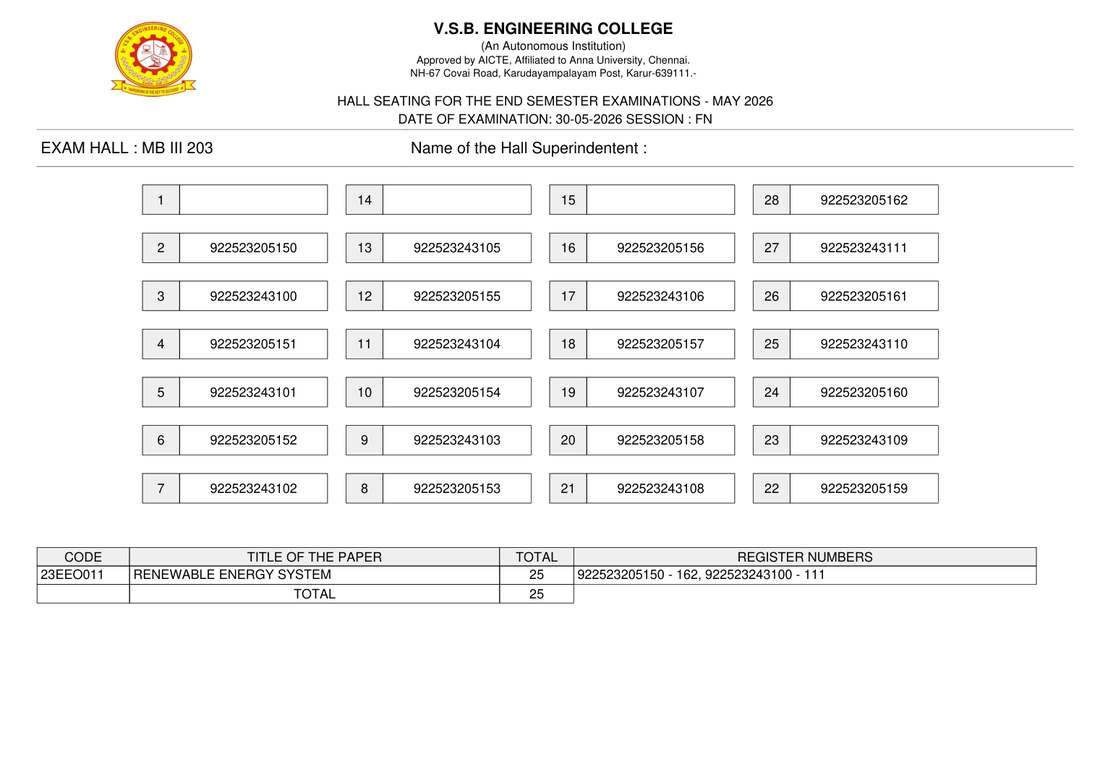 V.S.B. ENGINEERING COLLEGE
(An Autonomous Institution)
Approved by AICTE, Affiliated to Anna University, Chennai.
NH-67 Covai Road, Karudayampalayam Post, Karur-639111.-
HALL SEATING FOR THE END SEMESTER EXAMINATIONS - MAY 2026
DATE OF EXAMINATION: 30-05-2026 SESSION : FN
EXAM HALL : MB III 203 Name of the Hall Superindentent :
1 14 15 28 922523205162
2 922523205150 13 922523243105 16 922523205156 27 922523243111
3 922523243100 12 922523205155 17 922523243106 26 922523205161
4 922523205151 11 922523243104 18 922523205157 25 922523243110
5 922523243101 10 922523205154 19 922523243107 24 922523205160
6 922523205152 9 922523243103 20 922523205158 23 922523243109
7 922523243102 8 922523205153 21 922523243108 22 922523205159
CODE TITLE OF THE PAPER TOTAL REGISTER NUMBERS
23EEO011 RENEWABLE ENERGY SYSTEM 25 922523205150 - 162, 922523243100 - 111
TOTAL 25